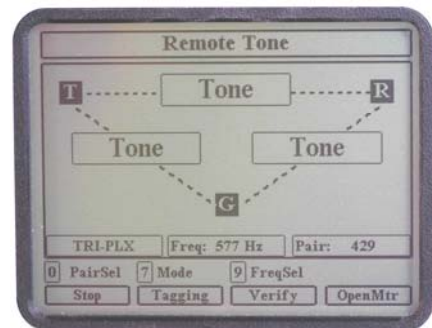 Remote Tone
T Tone R
Tone Tone
G
TRI-PLX Freq: 577 Hz Pair: 429
0 PairSel 7 Mode 9 FreqSel
Stop Tagging Verify OpenMtr